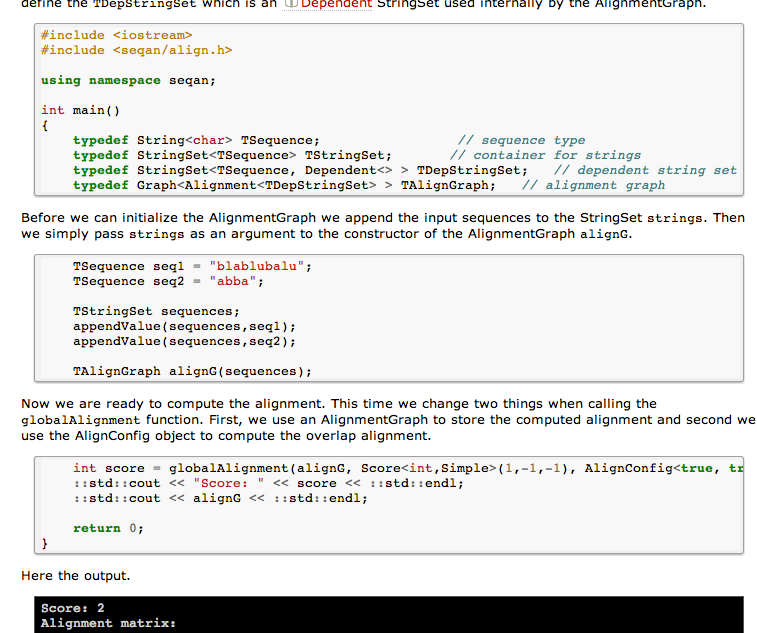 define the TDepStringSet which is an Dependent StringSet used internally by the AlignmentGraph.
#include <iostream>
#include <seqan/align.h>
using namespace seqan;
int main()
{
typedef String<char> TSequence; // sequence type
typedef StringSet<TSequence> TStringSet; // container for strings
typedef StringSet<TSequence, Dependent<> > TDepStringSet; // dependent string set
typedef Graph<Alignment<TDepStringSet> > TAlignGraph; // alignment graph
Before we can initialize the AlignmentGraph we append the input sequences to the StringSet strings. Then
we simply pass strings as an argument to the constructor of the AlignmentGraph alignG.
TSequence seq1 = "blablubalu";
TSequence seq2 = "abba";
TStringSet sequences;
appendValue(sequences,seq1);
appendValue(sequences,seq2);
TAlignGraph alignG(sequences);
Now we are ready to compute the alignment. This time we change two things when calling the
globalAlignment function. First, we use an AlignmentGraph to store the computed alignment and second we
use the AlignConfig object to compute the overlap alignment.
int score = globalAlignment(alignG, Score<int,Simple>(1,-1,-1), AlignConfig<true, tr
::std::cout << "Score: " << score << ::std::endl;
::std::cout << alignG << ::std::endl;
return 0;
}
Here the output.
Score: 2
Alignment matrix: